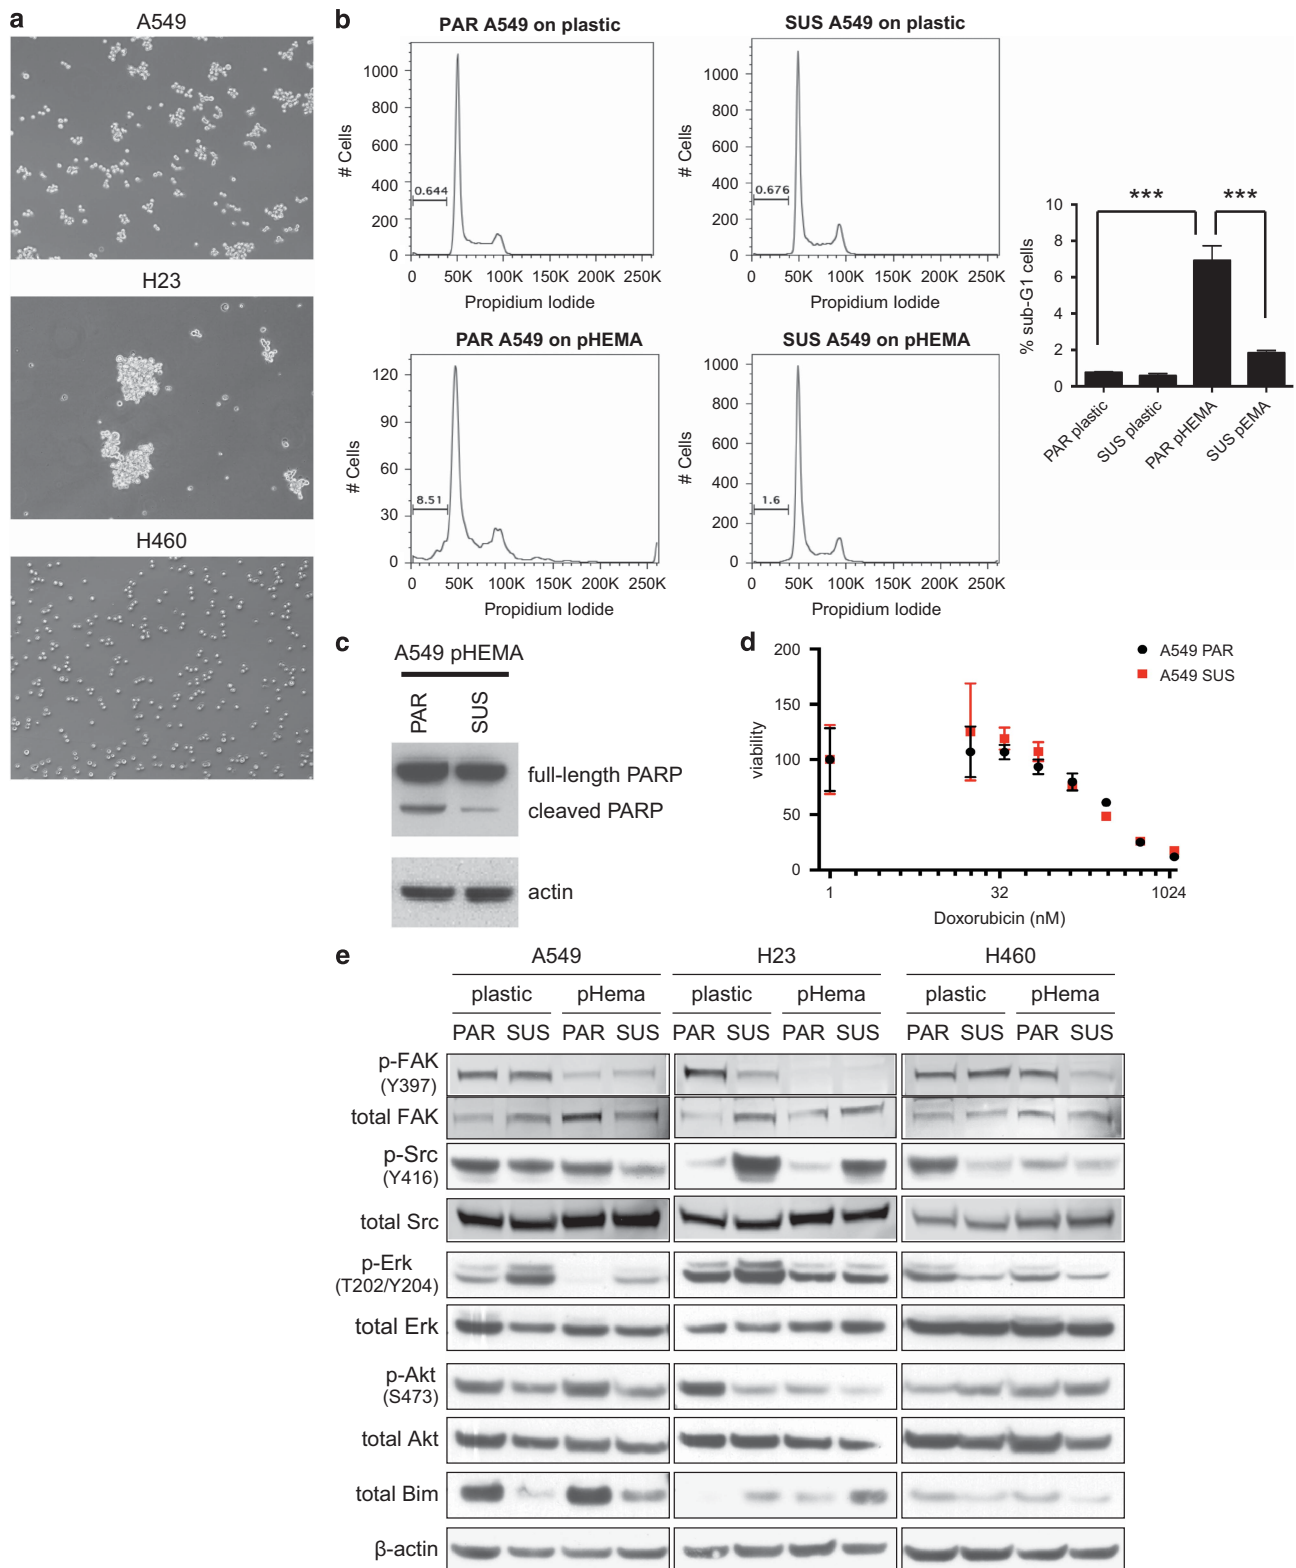 a
A549
H23
H460
b
PAR A549 on plastic
# Cells
1000
800
600
400
200
0
0.644
0 50K 100K 150K 200K 250K
Propidium Iodide
SUS A549 on plastic
# Cells
1000
800
600
400
200
0
0.676
0 50K 100K 150K 200K 250K
Propidium Iodide
PAR A549 on pHEMA
# Cells
120
90
60
30
0
8.51
0 50K 100K 150K 200K 250K
Propidium Iodide
SUS A549 on pHEMA
# Cells
1000
800
600
400
200
0
1.6
0 50K 100K 150K 200K 250K
Propidium Iodide
*** ***
% sub-G1 cells
10
8
6
4
2
0
PAR plastic
SUS plastic
PAR pHEMA
SUS pEMA
c
A549 pHEMA
PAR SUS
full-length PARP
cleaved PARP
actin
d
viability
200
150
100
50
0
1 32 1024
Doxorubicin (nM)
A549 PAR
A549 SUS
e
A549 H23 H460
plastic pHema plastic pHema plastic pHema
PAR SUS PAR SUS PAR SUS PAR SUS PAR SUS PAR SUS
p-FAK
(Y397)
total FAK
p-Src
(Y416)
total Src
p-Erk
(T202/Y204)
total Erk
p-Akt
(S473)
total Akt
total Bim
β-actin